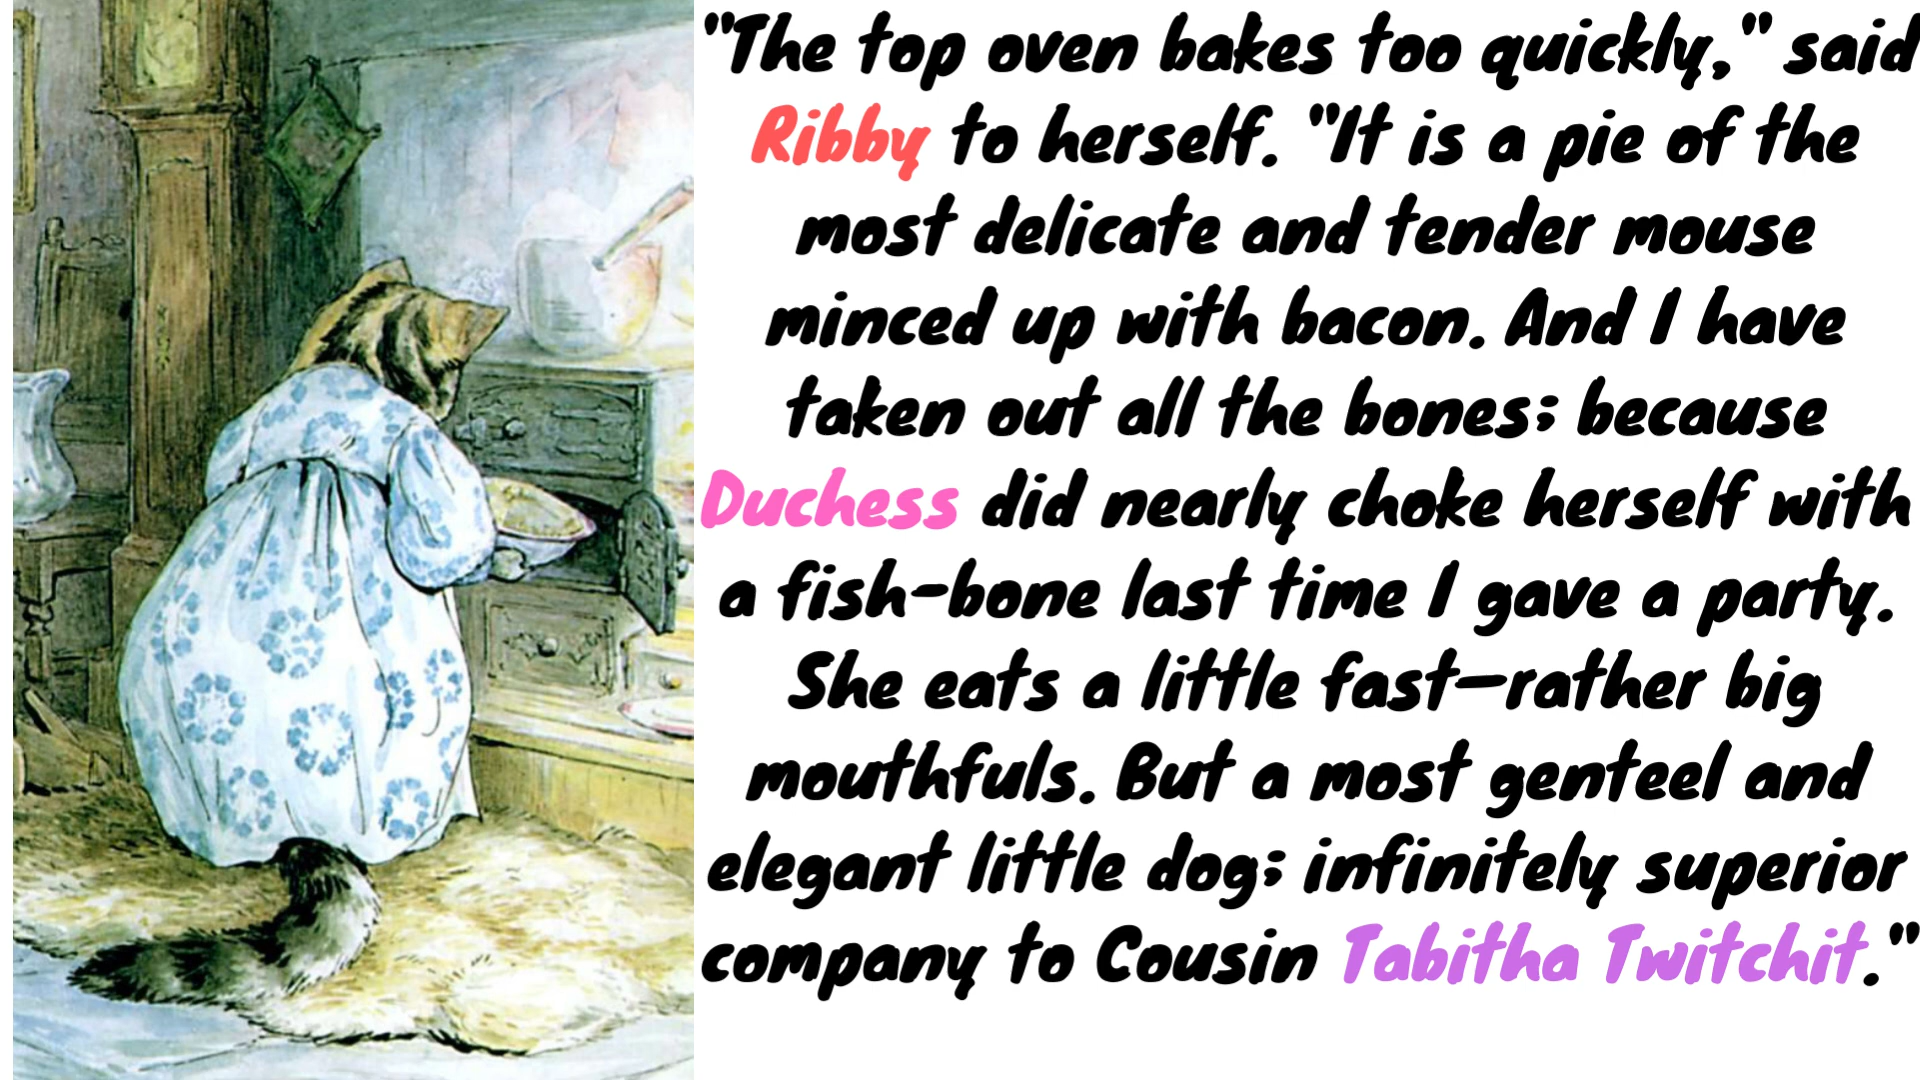 "The top oven bakes too quickly," said
Ribby to herself. "It is a pie of the
most delicate and tender mouse
minced up with bacon. And I have
taken out all the bones; because
Duchess did nearly choke herself with
a fish-bone last time I gave a party.
She eats a little fast—rather big
mouthfuls. But a most genteel and
elegant little dog; infinitely superior
company to Cousin Tabitha Twitchit."